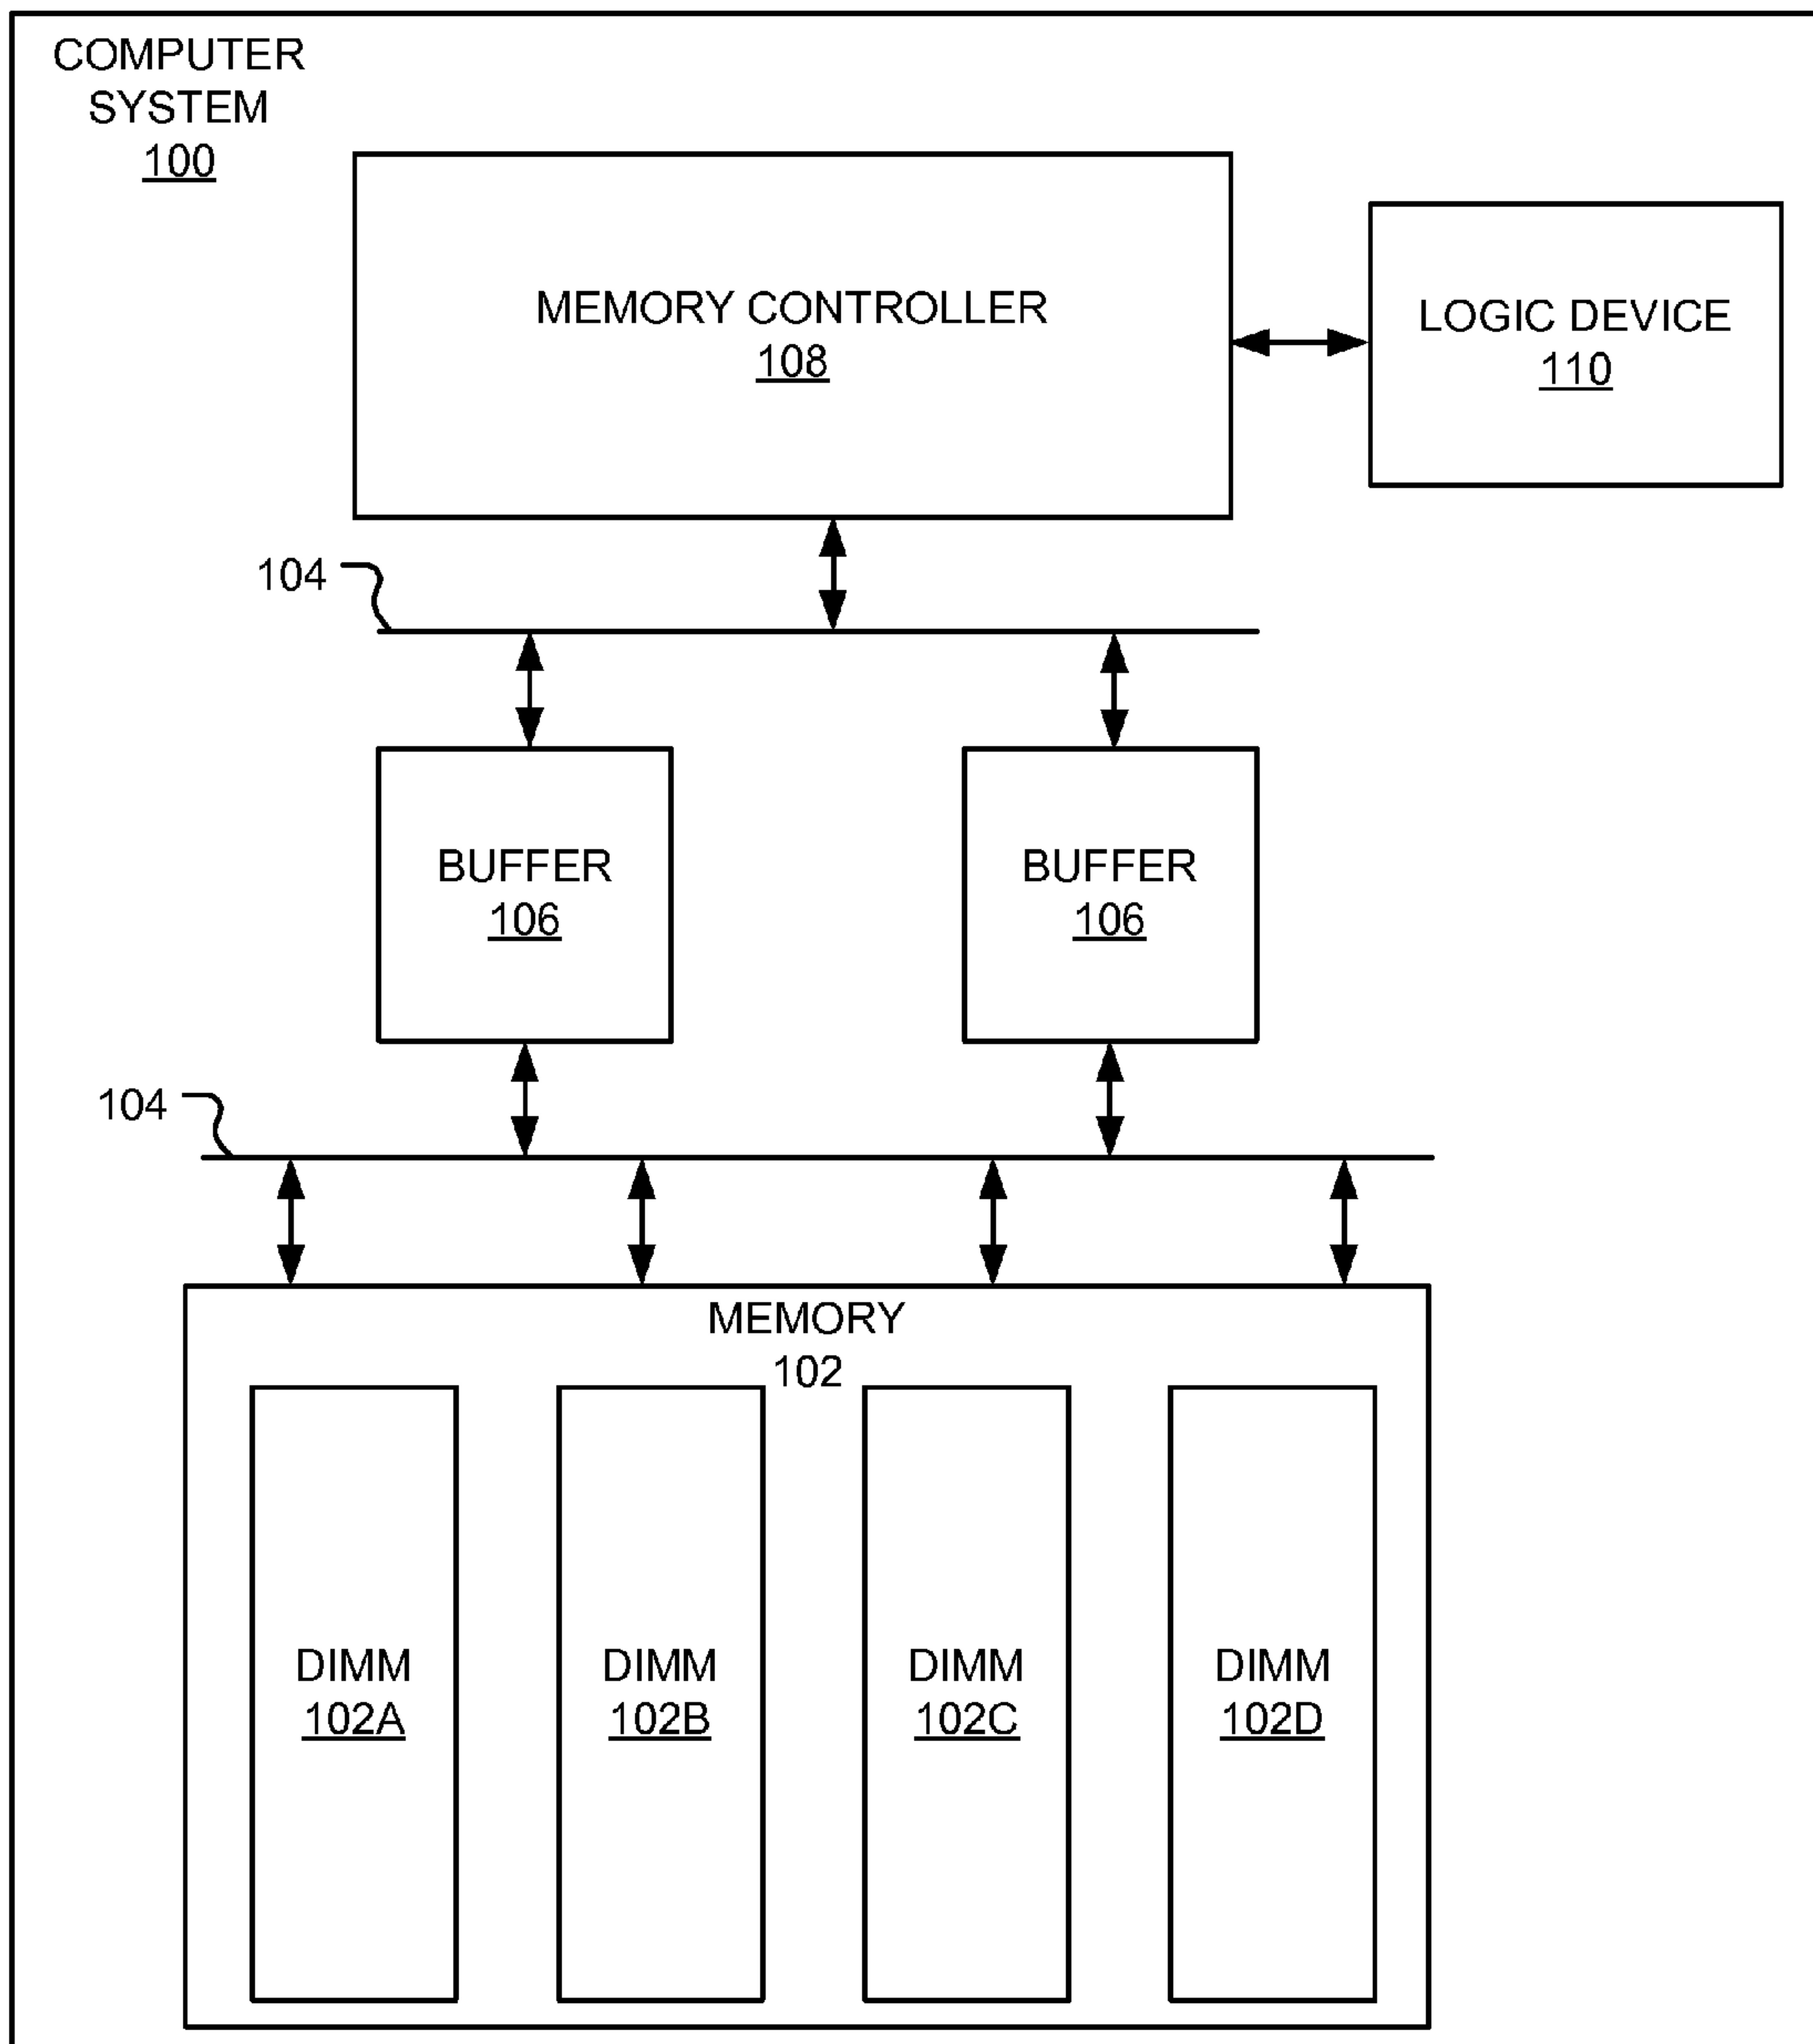 COMPUTER
SYSTEM
100
MEMORY CONTROLLER
108
LOGIC DEVICE
110
104
BUFFER
106
BUFFER
106
104
MEMORY
102
DIMM
102A
DIMM
102B
DIMM
102C
DIMM
102D